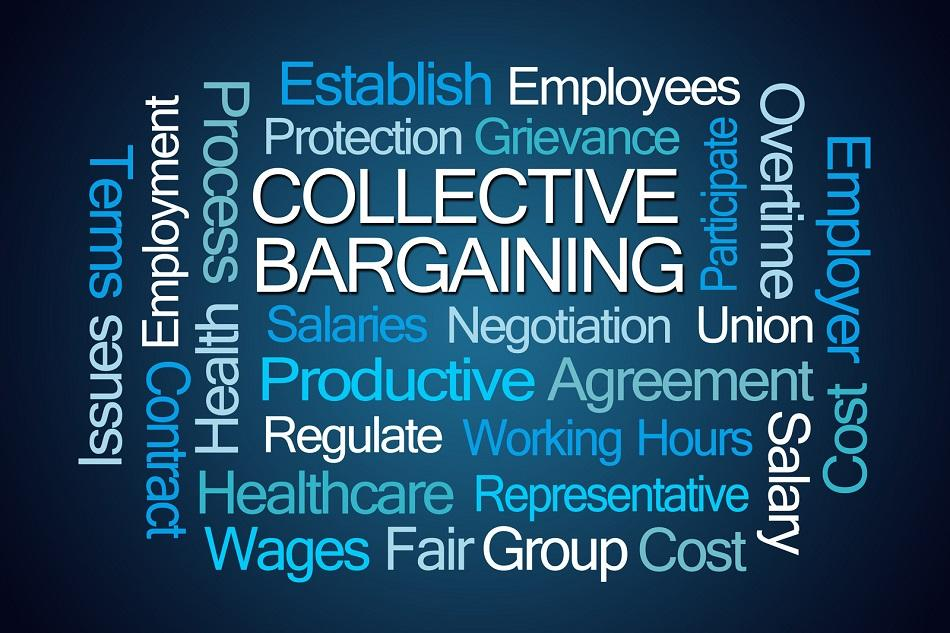 Establish Employees
Protection Grievance
COLLECTIVE
BARGAINING
Salaries Negotiation Union
Productive Agreement
Regulate Working Hours
Healthcare Representative
Wages Fair Group Cost
Terms
Issues
Employment
Contract
Process
Health
Participate
Overtime
Salary
Employer
Cost